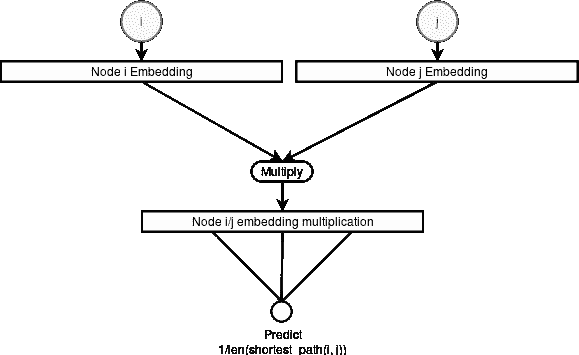 i
j
Node i Embedding
Node j Embedding
Multiply
Node i/j embedding multiplication
Predict
1/len(shortest_path(i, j))